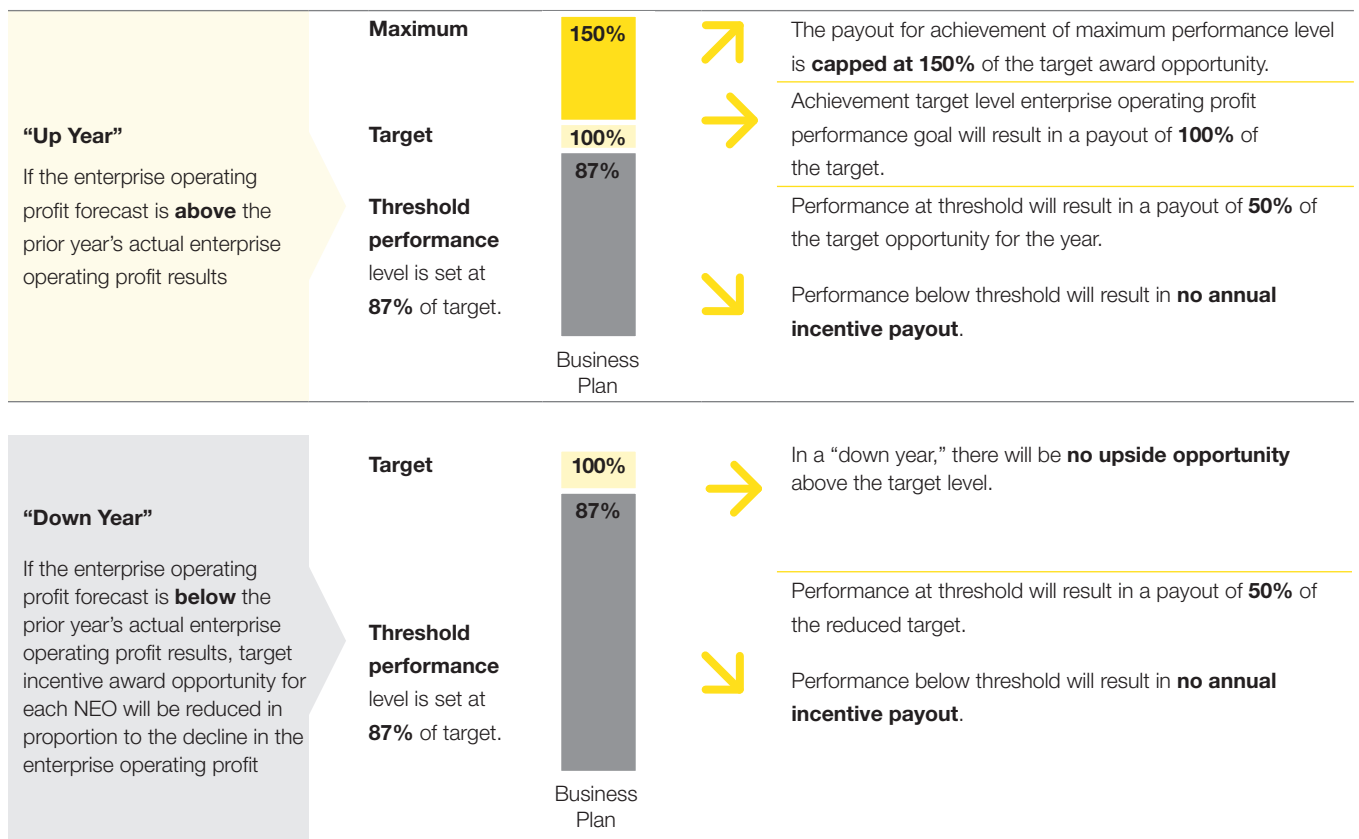 “Up Year”
If the enterprise operating
profit forecast is above the
prior year’s actual enterprise
operating profit results
Maximum
Target
Threshold
performance
level is set at
87% of target.
150%
100%
87%
Business
Plan
The payout for achievement of maximum performance level
is capped at 150% of the target award opportunity.
Achievement target level enterprise operating profit
performance goal will result in a payout of 100% of
the target.
Performance at threshold will result in a payout of 50% of
the target opportunity for the year.
Performance below threshold will result in no annual
incentive payout.
“Down Year”
If the enterprise operating
profit forecast is below the
prior year’s actual enterprise
operating profit results, target
incentive award opportunity for
each NEO will be reduced in
proportion to the decline in the
enterprise operating profit
Target
Threshold
performance
level is set at
87% of target.
100%
87%
Business
Plan
In a “down year,” there will be no upside opportunity
above the target level.
Performance at threshold will result in a payout of 50% of
the reduced target.
Performance below threshold will result in no annual
incentive payout.